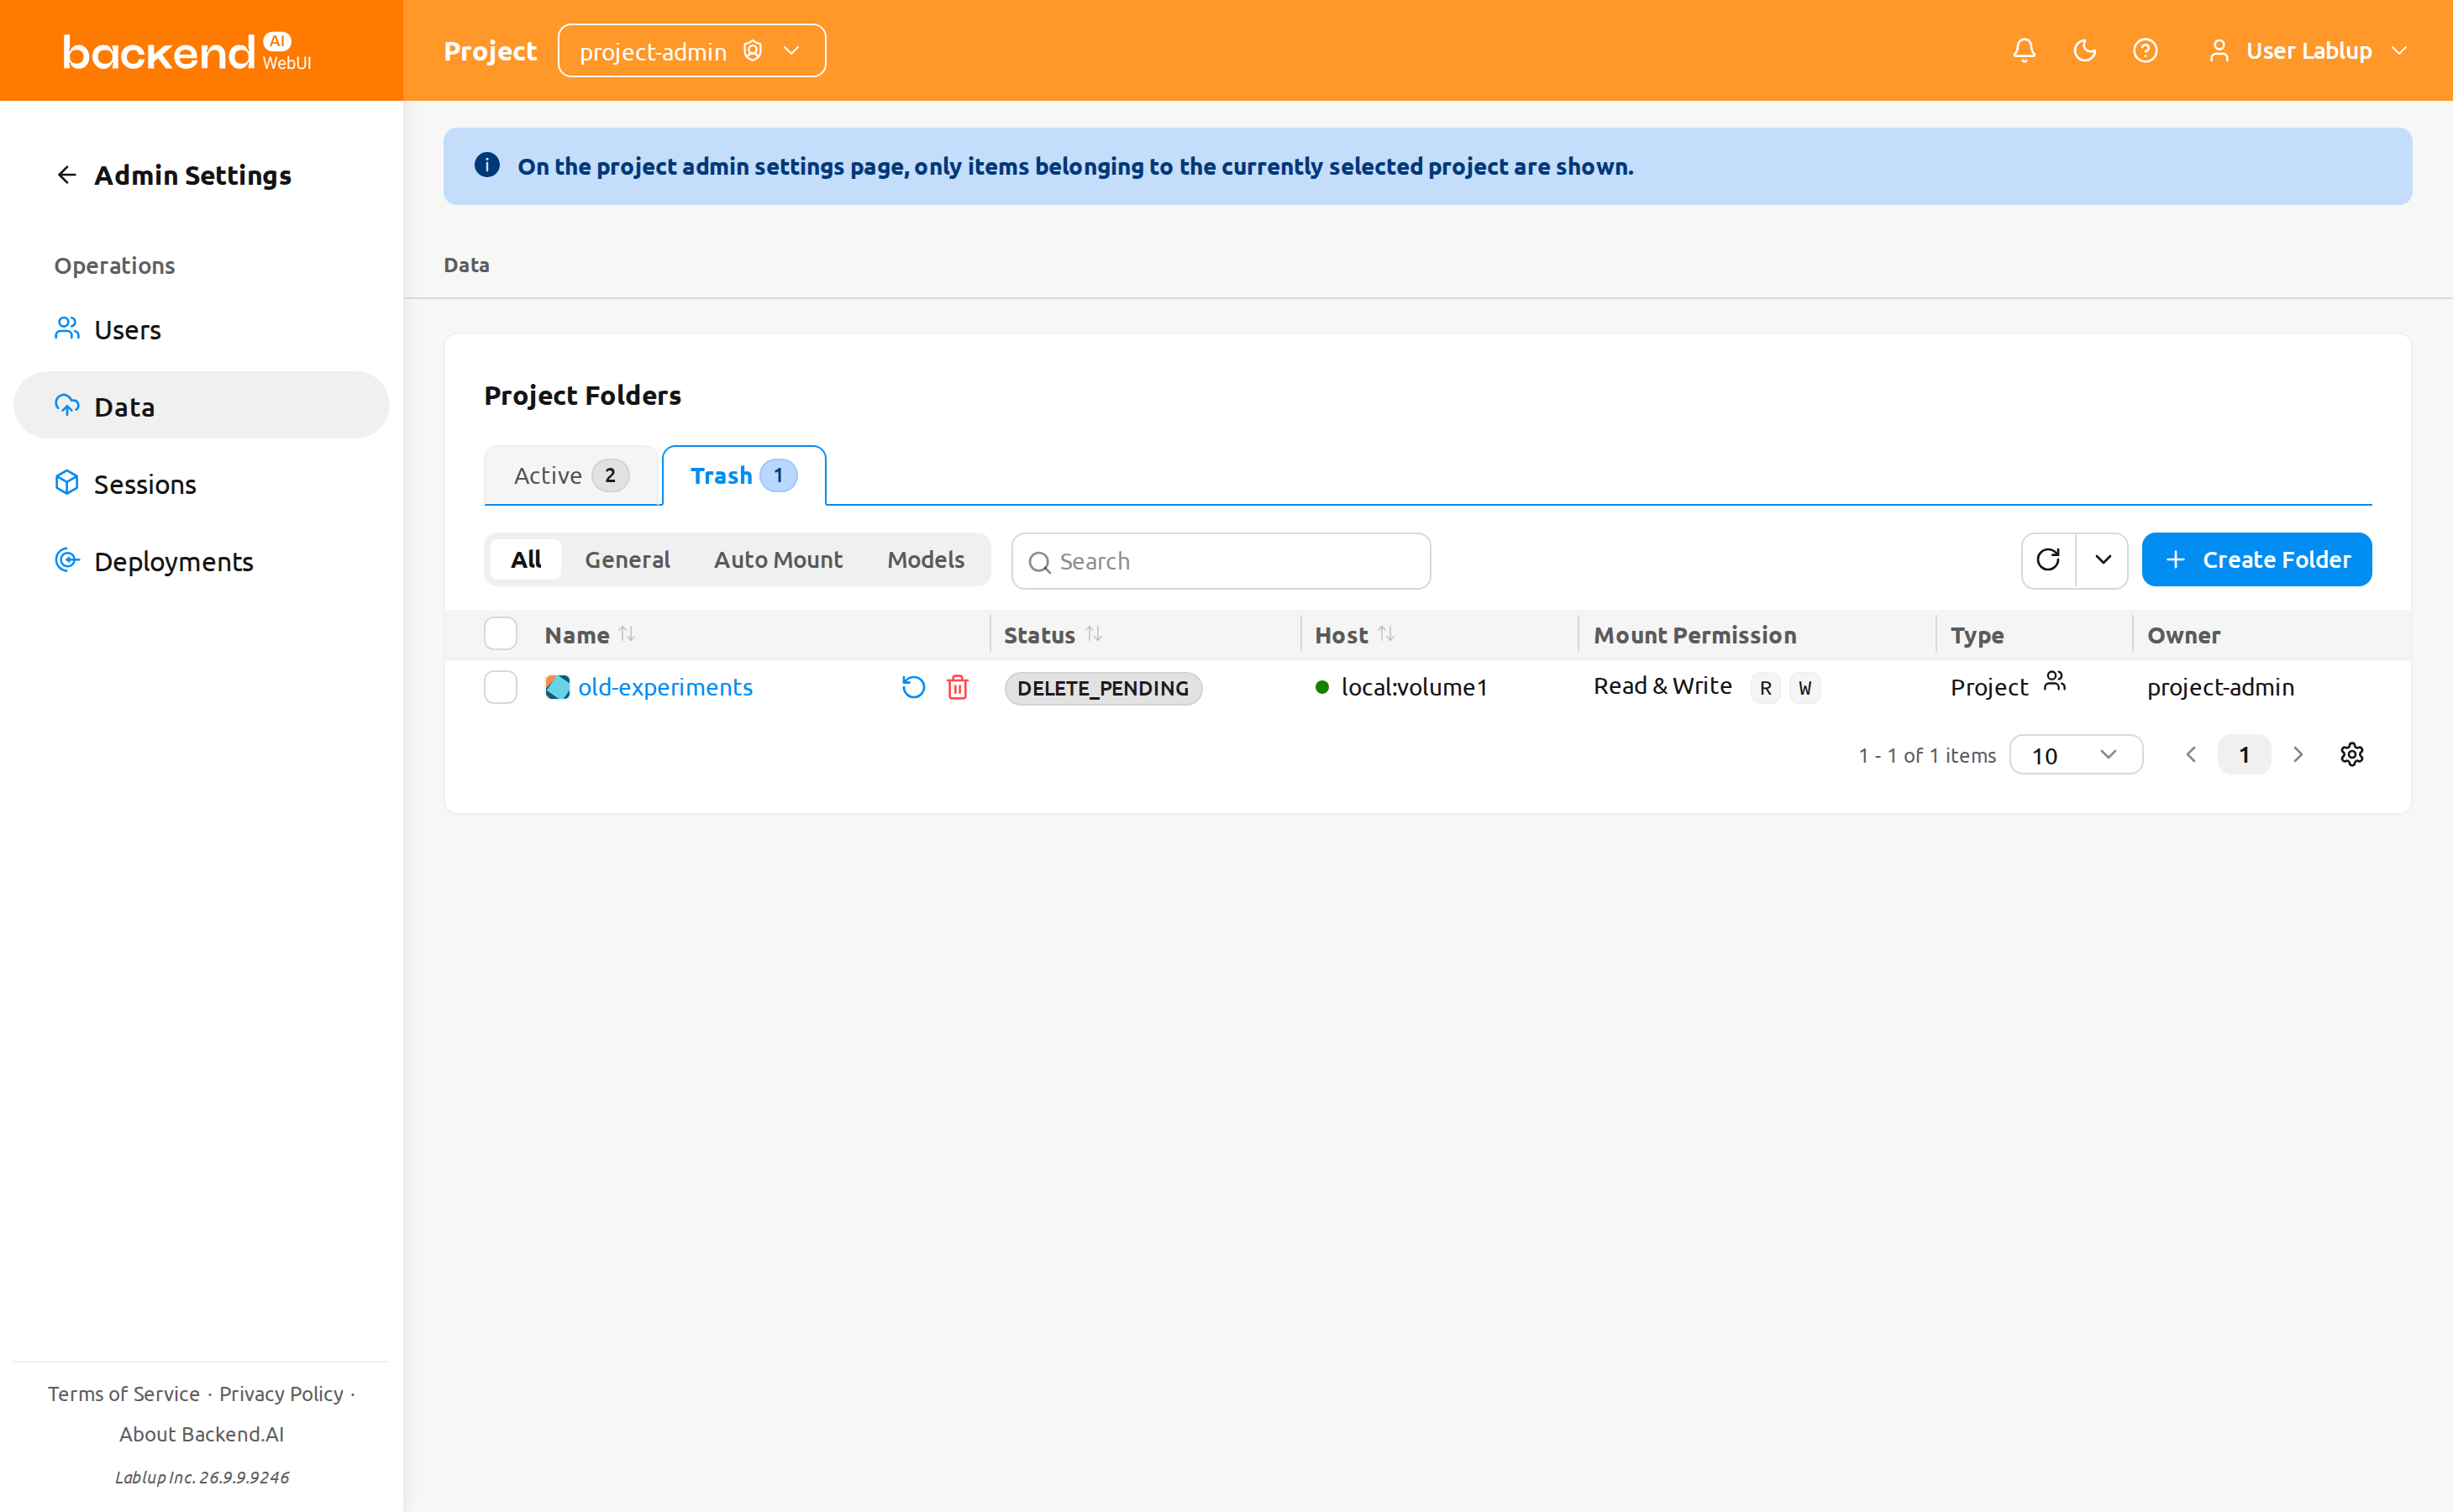 backend AI WebUI
Project project-admin User Lablup
Admin Settings
Operations
Users
Data
Sessions
Deployments
On the project admin settings page, only items belonging to the currently selected project are shown.
Data
Project Folders
Active 2 Trash 1
All General Auto Mount Models Search Create Folder
Name Status Host Mount Permission Type Owner
old-experiments DELETE_PENDING local:volume1 Read & Write R W Project project-admin
1 - 1 of 1 items 10 1
Terms of Service · Privacy Policy ·
About Backend.AI
Lablup Inc. 26.9.9.9246